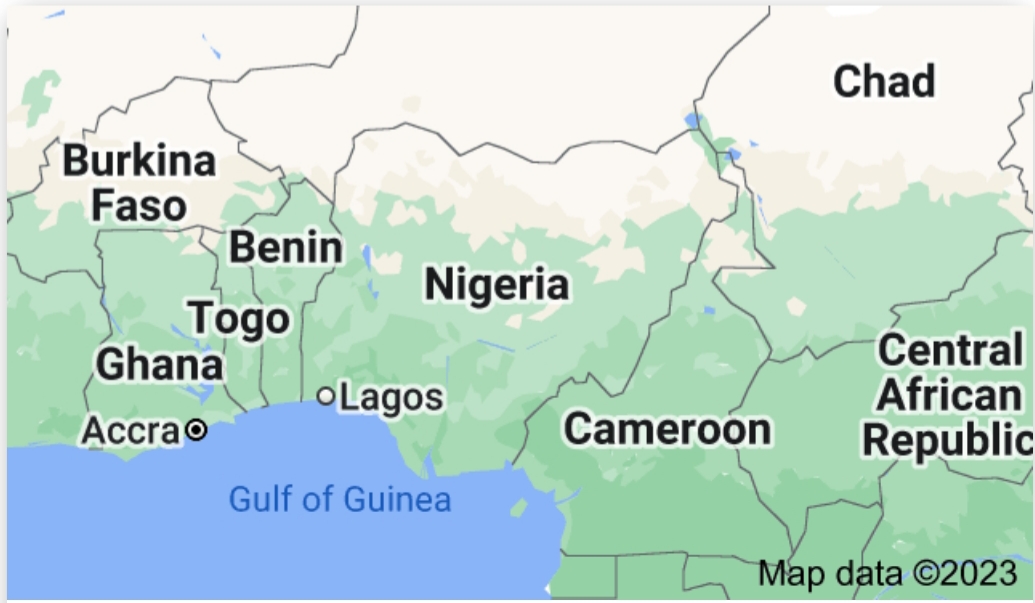 Chad
Burkina
Faso
Benin
Nigeria
Togo
Ghana
Central
African
Republic
Lagos
Accra
Cameroon
Gulf of Guinea
Map data ©2023